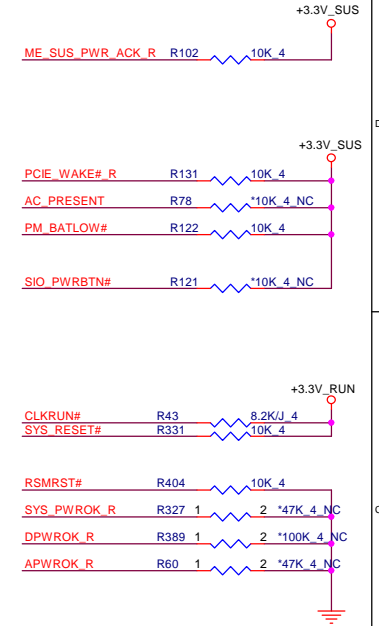 +3.3V_SUS
ME_SUS_PWR_ACK_R R102 10K_4
D
+3.3V_SUS
PCIE_WAKE#_R R131 10K_4
AC_PRESENT R78 *10K_4_NC
PM_BATLOW# R122 10K_4
SIO_PWRBTN# R121 *10K_4_NC
+3.3V_RUN
CLKRUN# R43 8.2K/J_4
SYS_RESET# R331 10K_4
RSMRST# R404 10K_4
SYS_PWROK_R R327 1 2 *47K_4_NC
C
DPWROK_R R389 1 2 *100K_4_NC
APWROK_R R60 1 2 *47K_4_NC